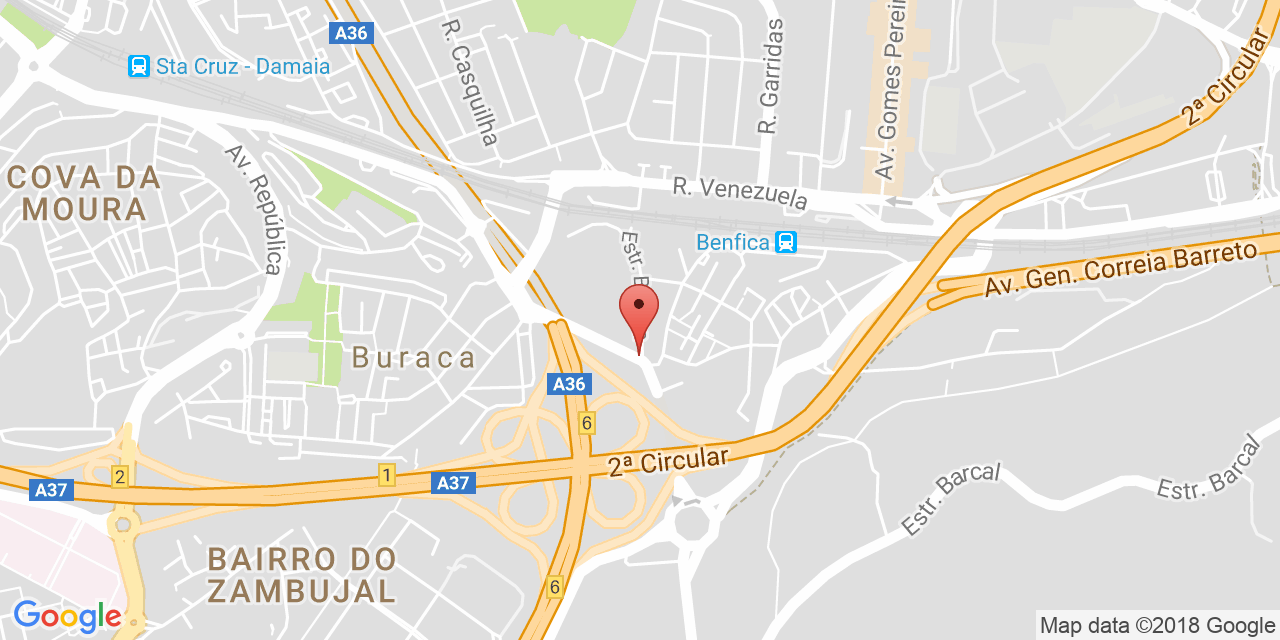 A36
R. Casquilha
Sta Cruz - Damaia
R. Garridas
Av. Gomes Pereir
2ª Circular
COVA DA
MOURA
Av. República
R. Venezuela
Estr. B
Benfica
Av. Gen. Correia Barreto
Buraca
A36
6
2ª Circular
1
2
A37
A37
Estr. Barcal
Estr. Barcal
BAIRRO DO
ZAMBUJAL
6
Google
Map data ©2018 Google